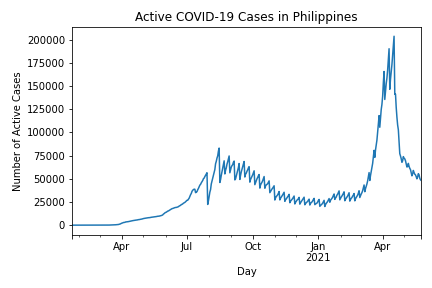 Active COVID-19 Cases in Philippines
Number of Active Cases
200000
175000
150000
125000
100000
75000
50000
25000
0
Apr Jul Oct Jan Apr
2021
Day